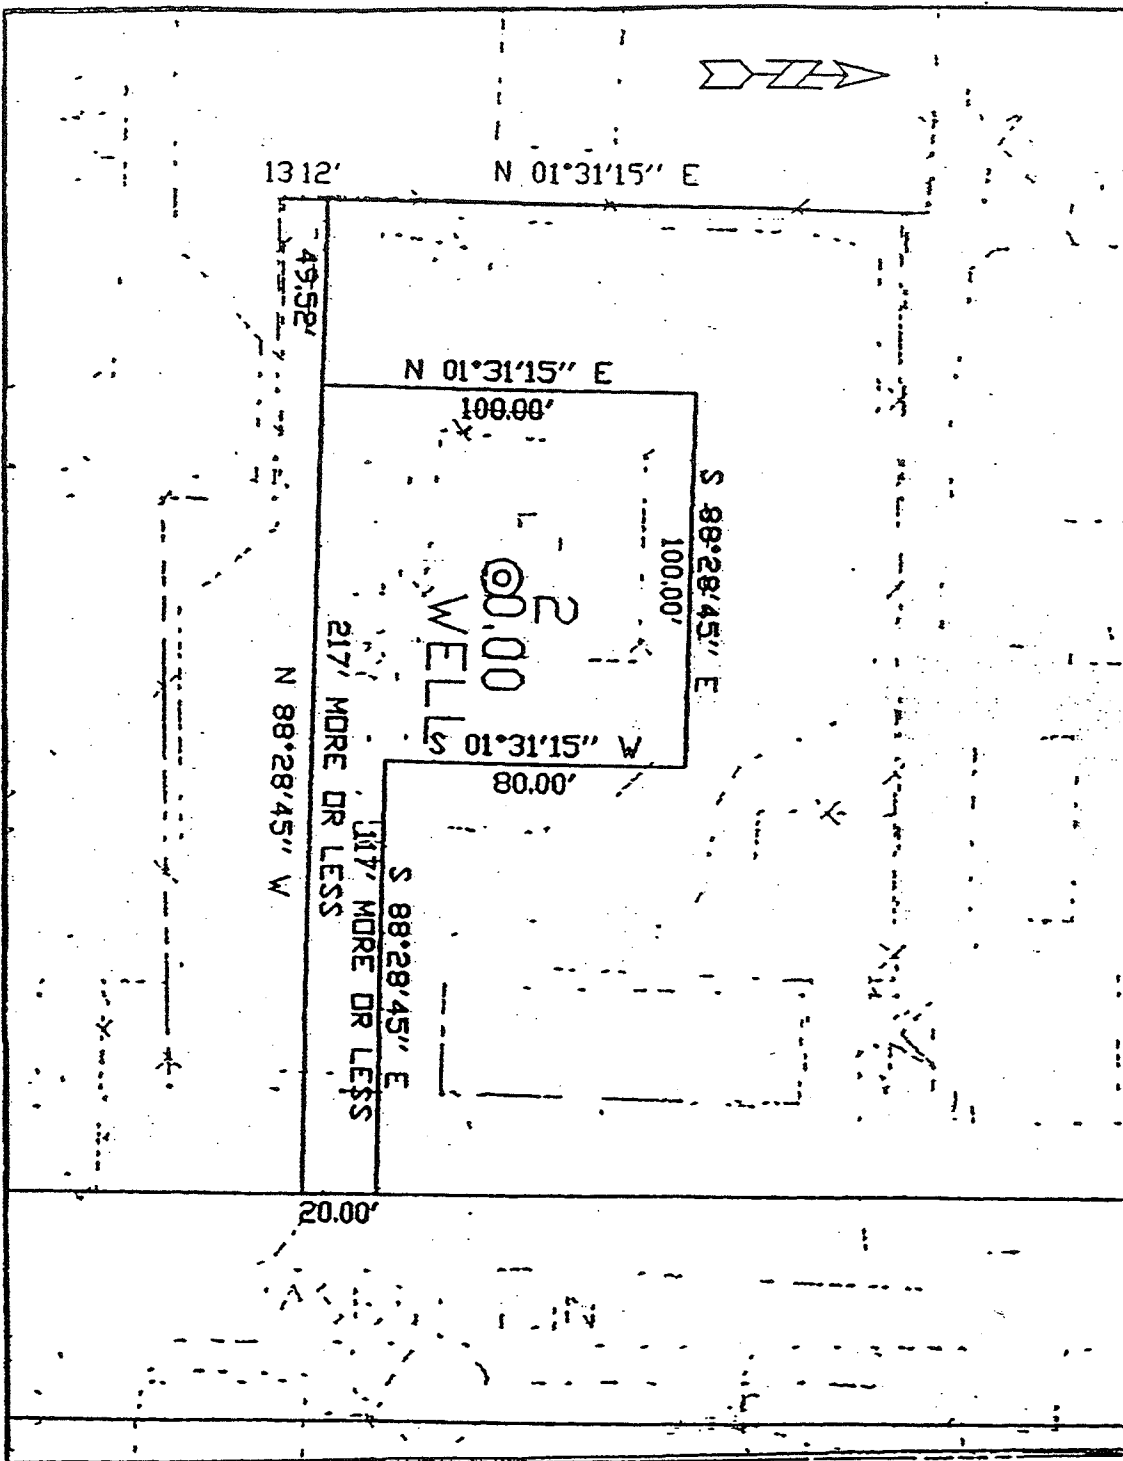 13 12'
N 01°31'15" E
49.52'
N 01°31'15" E
100.00'
S 88°28'45" E
100.00'
2
0.00
WELL
S 01°31'15" W
80.00'
217' MORE OR LESS
N 88°28'45" W
117' MORE OR LESS
S 88°28'45" E
20.00'